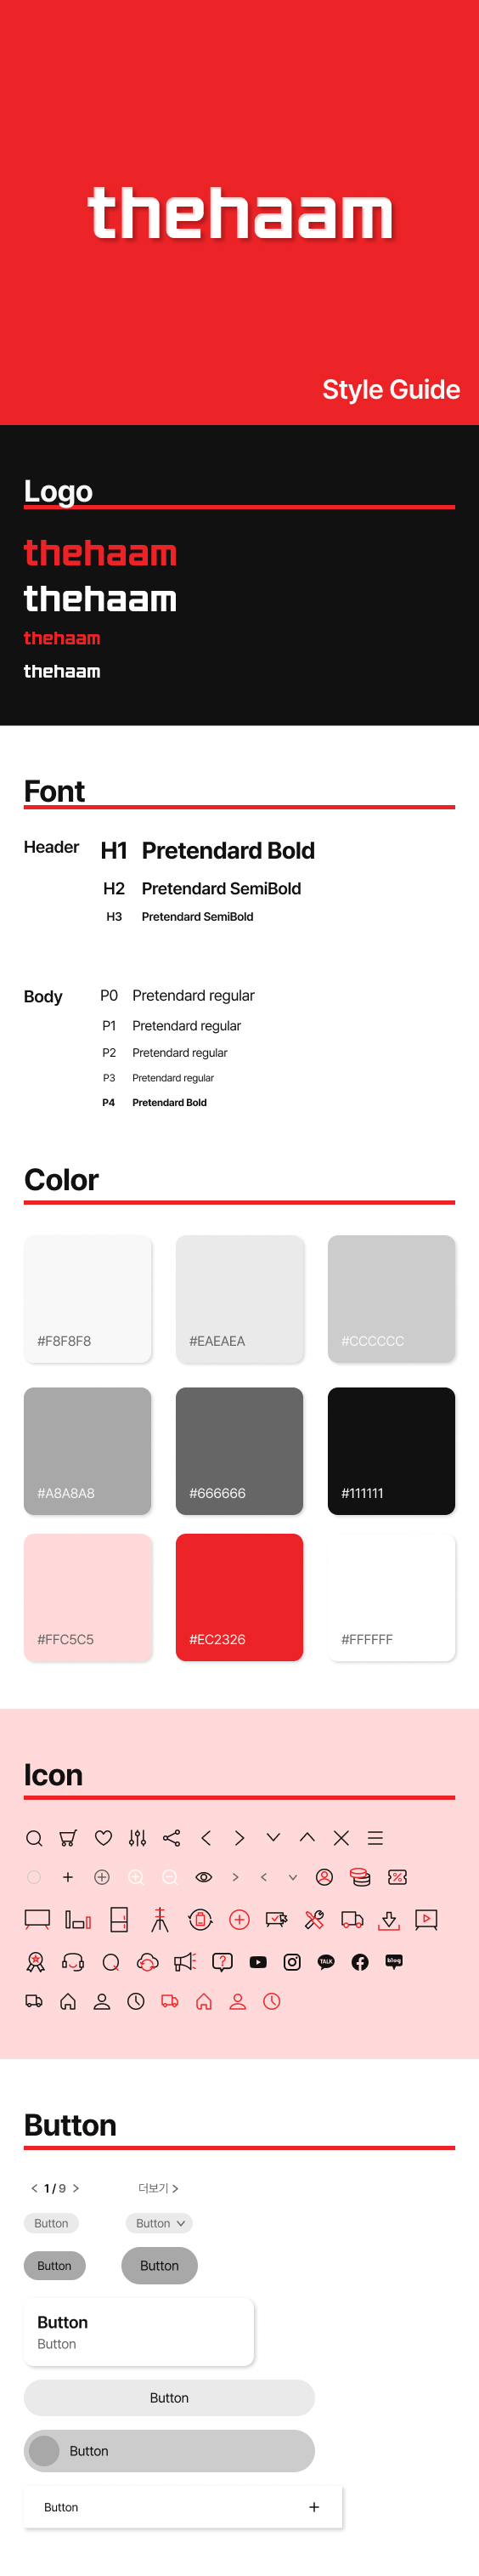 thehaam
Style Guide
Logo
thehaam
thehaam
thehaam
thehaam
Font
Header H1 Pretendard Bold
H2 Pretendard SemiBold
H3 Pretendard SemiBold
Body P0 Pretendard regular
P1 Pretendard regular
P2 Pretendard regular
P3 Pretendard regular
P4 Pretendard Bold
Color
#F8F8F8 #EAEAEA #CCCCCC
#A8A8A8 #666666 #111111
#FFC5C5 #EC2326 #FFFFFF
Icon
TALK blog
Button
1 / 9 더보기
Button Button
Button Button
Button
Button
Button
Button
Button